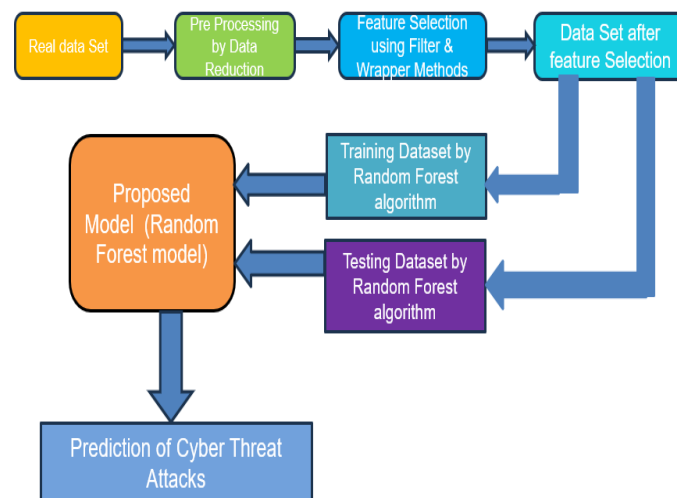 Real data Set
Pre Processing
by Data
Reduction
Feature Selection
using Filter &
Wrapper Methods
Data Set after
feature Selection
Training Dataset by
Random Forest
algorithm
Proposed
Model (Random
Forest model)
Testing Dataset by
Random Forest
algorithm
Prediction of Cyber Threat
Attacks